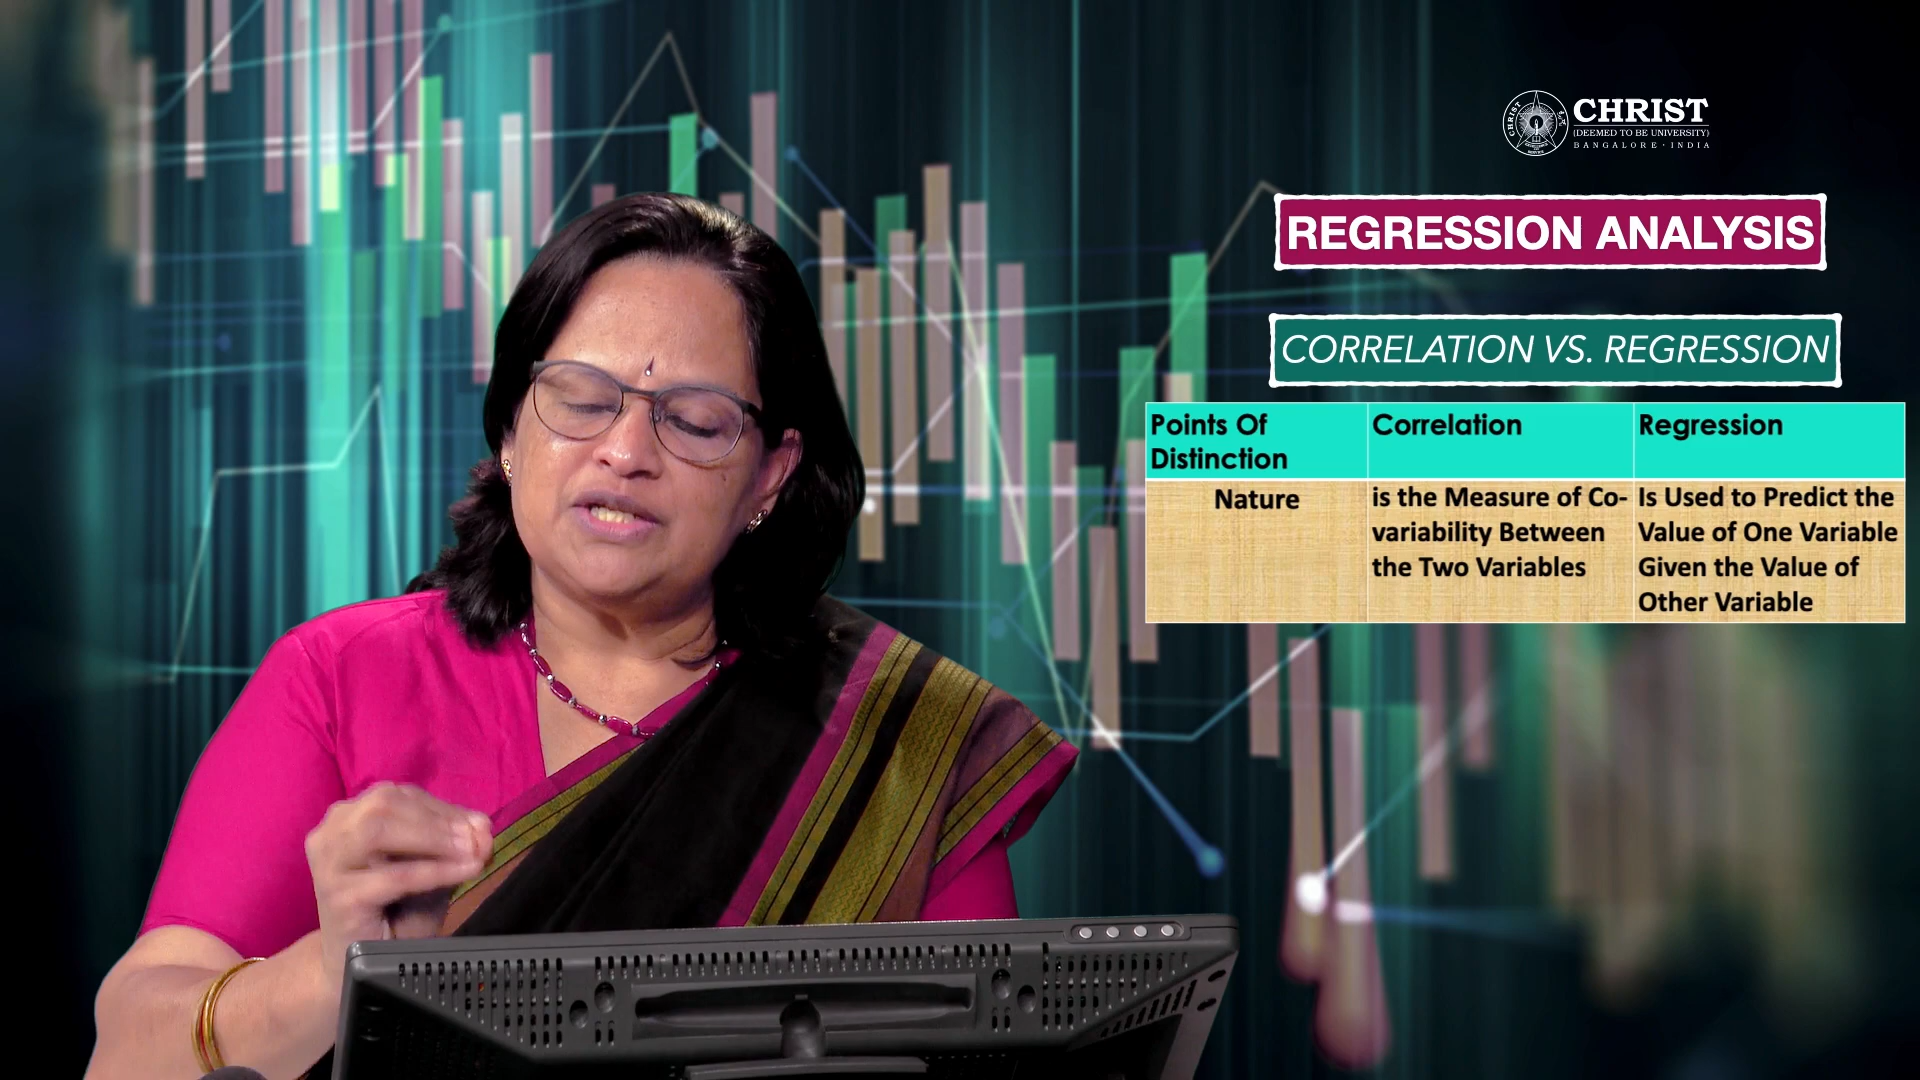 CHRIST
(DEEMED TO BE UNIVERSITY)
BANGALORE · INDIA
REGRESSION ANALYSIS
CORRELATION VS. REGRESSION
Points Of Distinction
Correlation
Regression
Nature
is the Measure of Co-
variability Between
the Two Variables
Is Used to Predict the
Value of One Variable
Given the Value of
Other Variable